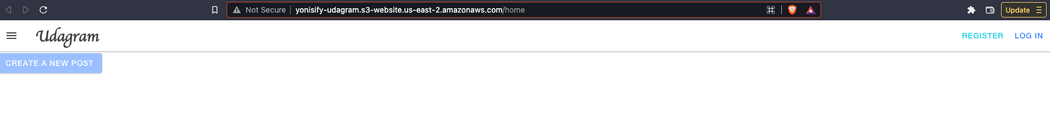 Not Secure yonisify-udagram.s3-website.us-east-2.amazonaws.com/home Update
Udagram REGISTER LOG IN
CREATE A NEW POST